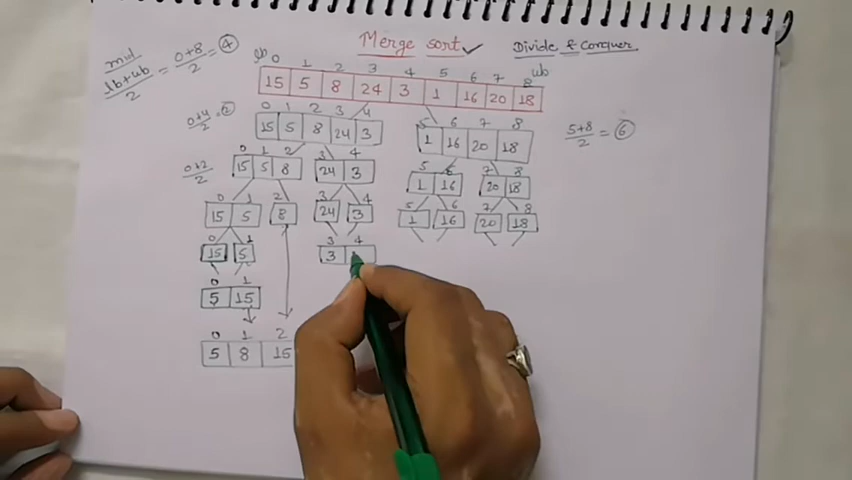 Merge sort ✓ Divide & Conquer
mid
lb+ub/2 = 0+8/2 = 4
lb 0 1 2 3 4 5 6 7 8 ub
15 5 8 24 3 1 16 20 18
0+4/2 = 2
0 1 2 3 4
15 5 8 24 3
5 6 7 8
1 16 20 18
5+8/2 = 6
0+2/2
0 1 2
15 5 8
3 4
24 3
5 6
1 16
7 8
20 18
0 1
15 5
2
8
3
24
4
3
5
1
6
16
7
20
8
18
0
15
1
5
3 4
3
0 1
5 15
0 1 2
5 8 15